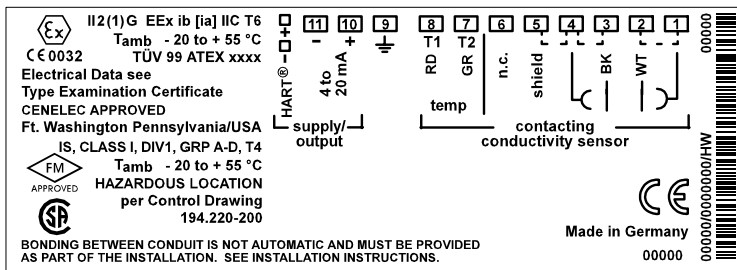 II2(1)G EEx ib [ia] IIC T6
Tamb - 20 to + 55 °C
CE 0032 TÜV 99 ATEX xxxx
Electrical Data see
Type Examination Certificate
CENELEC APPROVED
Ft. Washington Pennsylvania/USA
IS, CLASS I, DIV1, GRP A-D, T4
Tamb - 20 to + 55 °C
FM
APPROVED
HAZARDOUS LOCATION
per Control Drawing
194.220-200
BONDING BETWEEN CONDUIT IS NOT AUTOMATIC AND MUST BE PROVIDED
AS PART OF THE INSTALLATION. SEE INSTALLATION INSTRUCTIONS.
Ex
SA
11 10 9 8 7 6 5 4 3 2 1
HART® - +
- +
4 to
20 mA
supply/
output
T1 T2
RD GR
temp
n.c.
shield
BK
WT
contacting
conductivity sensor
CE
Made in Germany
00000
00000
00000/0000000/HW